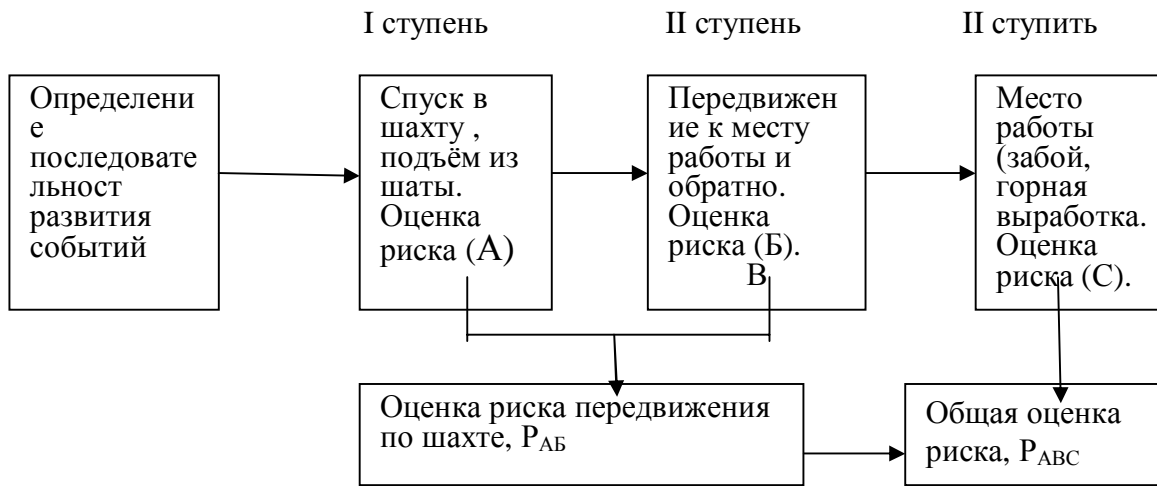 I ступень
II ступень
II ступить
Определени
е
последовате
льност
развития
событий
Спуск в
шахту ,
подъём из
шаты.
Оценка
риска (А)
Передвижен
ие к месту
работы и
обратно.
Оценка
риска (Б).
В
Место
работы
(забой,
горная
выработка.
Оценка
риска (С).
Оценка риска передвижения
по шахте, РАБ
Общая оценка
риска, РАВС